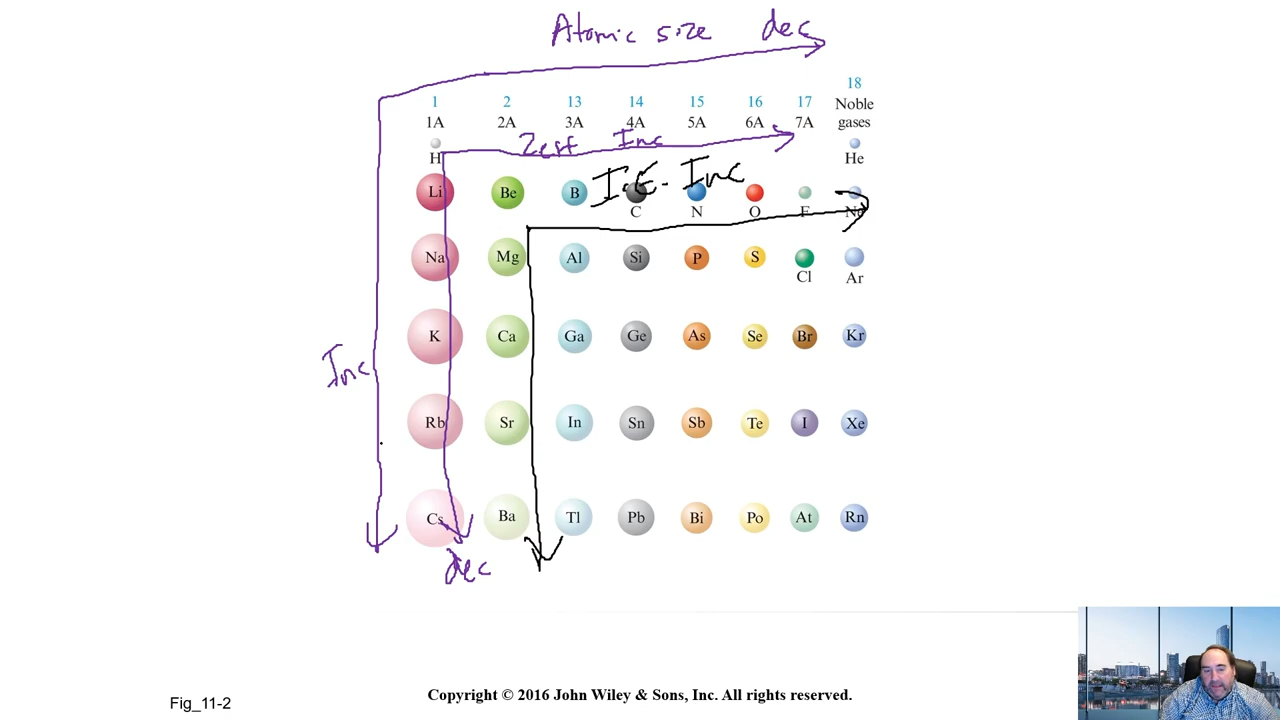 Atomic size dec
18
1 2 13 14 15 16 17 Noble
1A 2A 3A 4A 5A 6A 7A gases
Zeff Inc
H He
I.E. Inc
Li Be B
C N O F Ne
Na Mg Al Si P S
Cl Ar
K Ca Ga Ge As Se Br Kr
Inc
Rb Sr In Sn Sb Te I Xe
Cs Ba Tl Pb Bi Po At Rn
dec
Copyright © 2016 John Wiley & Sons, Inc. All rights reserved.
Fig_11-2